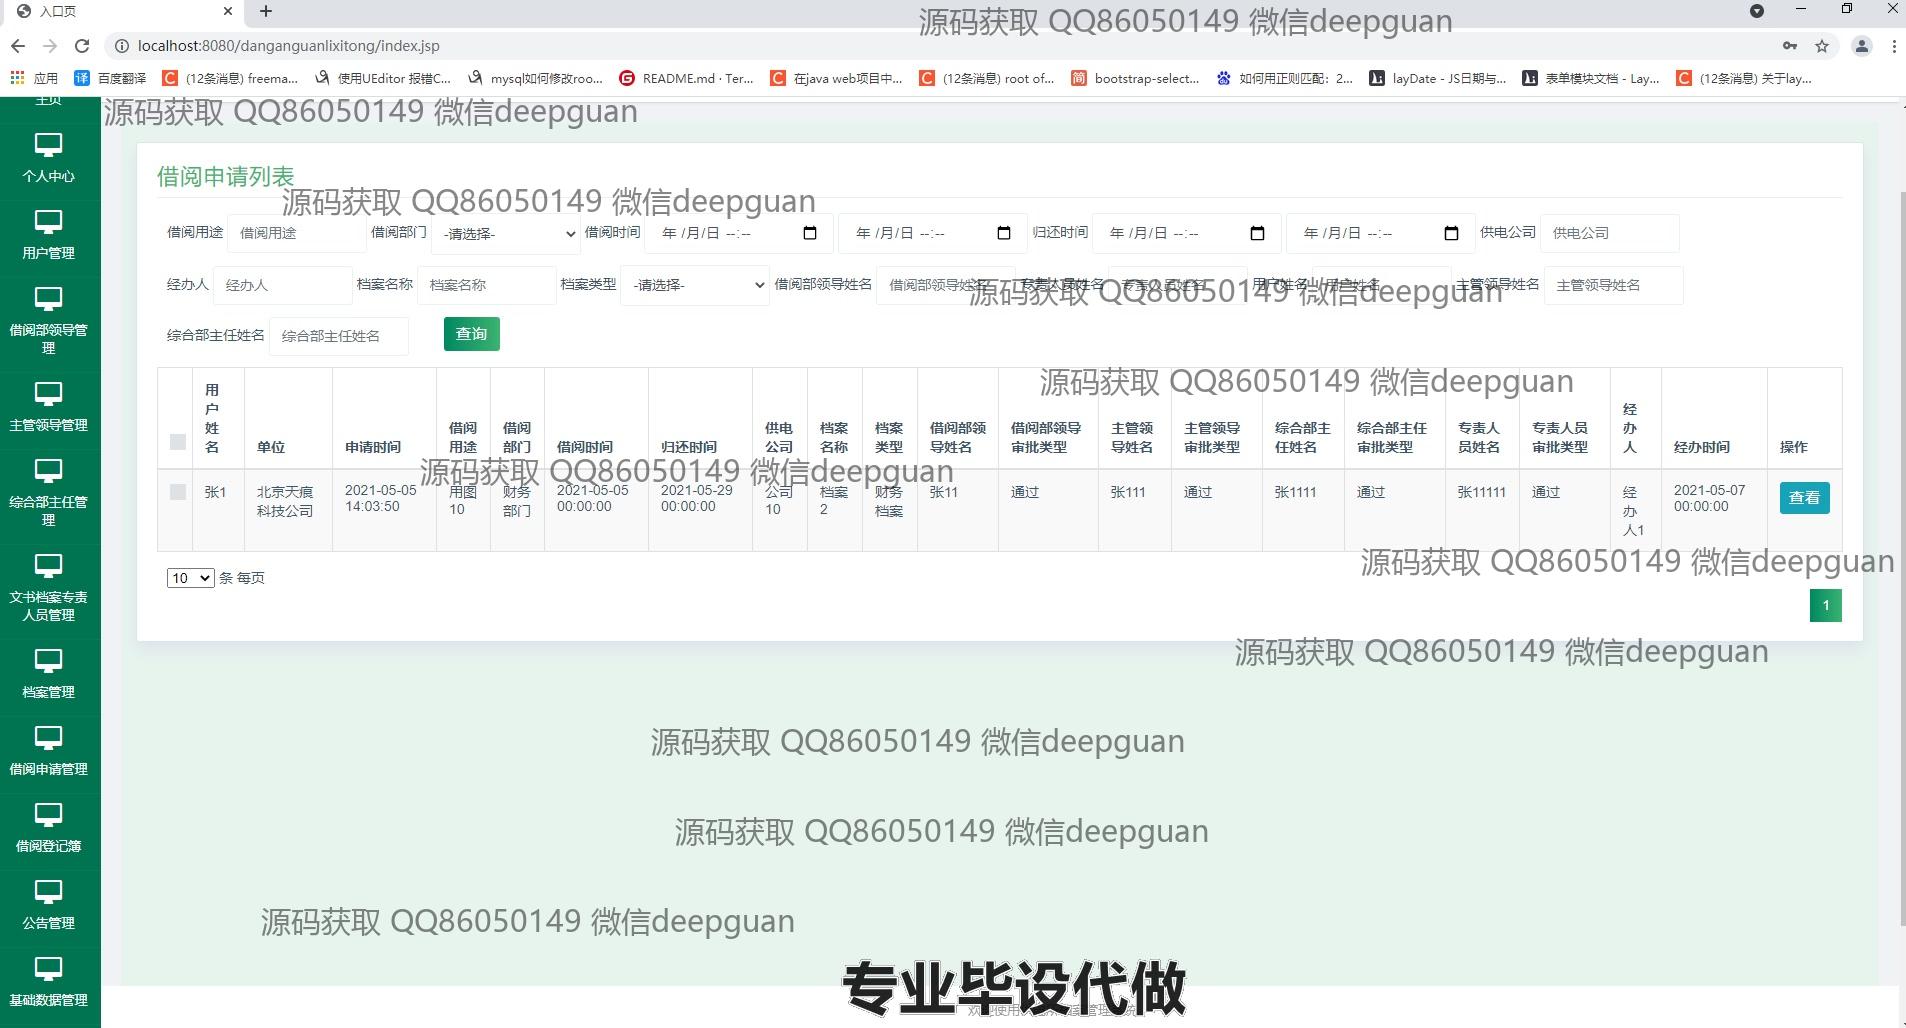 入口页
源码获取 QQ86050149 微信deepguan
localhost:8080/danganguanlixitong/index.jsp
应用 百度翻译 (12条消息) freema... 使用UEditor 报错C... mysql如何修改roo... README.md · Ter... 在java web项目中... (12条消息) root of... bootstrap-select... 如何用正则匹配：2... layDate - JS日期与... 表单模块文档 - Lay... (12条消息) 关于lay...
主页
源码获取 QQ86050149 微信deepguan
个人中心
用户管理
借阅部领导管
理
主管领导管理
综合部主任管
理
文书档案专责
人员管理
档案管理
借阅申请管理
借阅登记簿
公告管理
基础数据管理
借阅申请列表
源码获取 QQ86050149 微信deepguan
借阅用途 借阅用途 借阅部门 -请选择- 借阅时间 年 /月/日 --:-- 年 /月/日 --:-- 归还时间 年 /月/日 --:-- 年 /月/日 --:-- 供电公司 供电公司
经办人 经办人 档案名称 档案名称 档案类型 -请选择- 借阅部领导姓名 借阅部领导姓名 专责人员姓名 专责人员姓名 用户姓名 用户姓名 主管领导姓名 主管领导姓名
源码获取 QQ86050149 微信deepguan
综合部主任姓名 综合部主任姓名 查询
源码获取 QQ86050149 微信deepguan
用户姓名 单位 申请时间 借阅用途 借阅部门 借阅时间 归还时间 供电公司 档案名称 档案类型 借阅部领导姓名 借阅部领导审批类型 主管领导姓名 主管领导审批类型 综合部主任姓名 综合部主任审批类型 专责人员姓名 专责人员审批类型 经办人 经办时间 操作
源码获取 QQ86050149 微信deepguan
张1 北京天痕科技公司 2021-05-05 14:03:50 用图10 财务部门 2021-05-05 00:00:00 2021-05-29 00:00:00 公司10 档案2 财务档案 张11 通过 张111 通过 张1111 通过 张11111 通过 经办人1 2021-05-07 00:00:00 查看
源码获取 QQ86050149 微信deepguan
10 条 每页
1
源码获取 QQ86050149 微信deepguan
源码获取 QQ86050149 微信deepguan
源码获取 QQ86050149 微信deepguan
源码获取 QQ86050149 微信deepguan
专业毕设代做